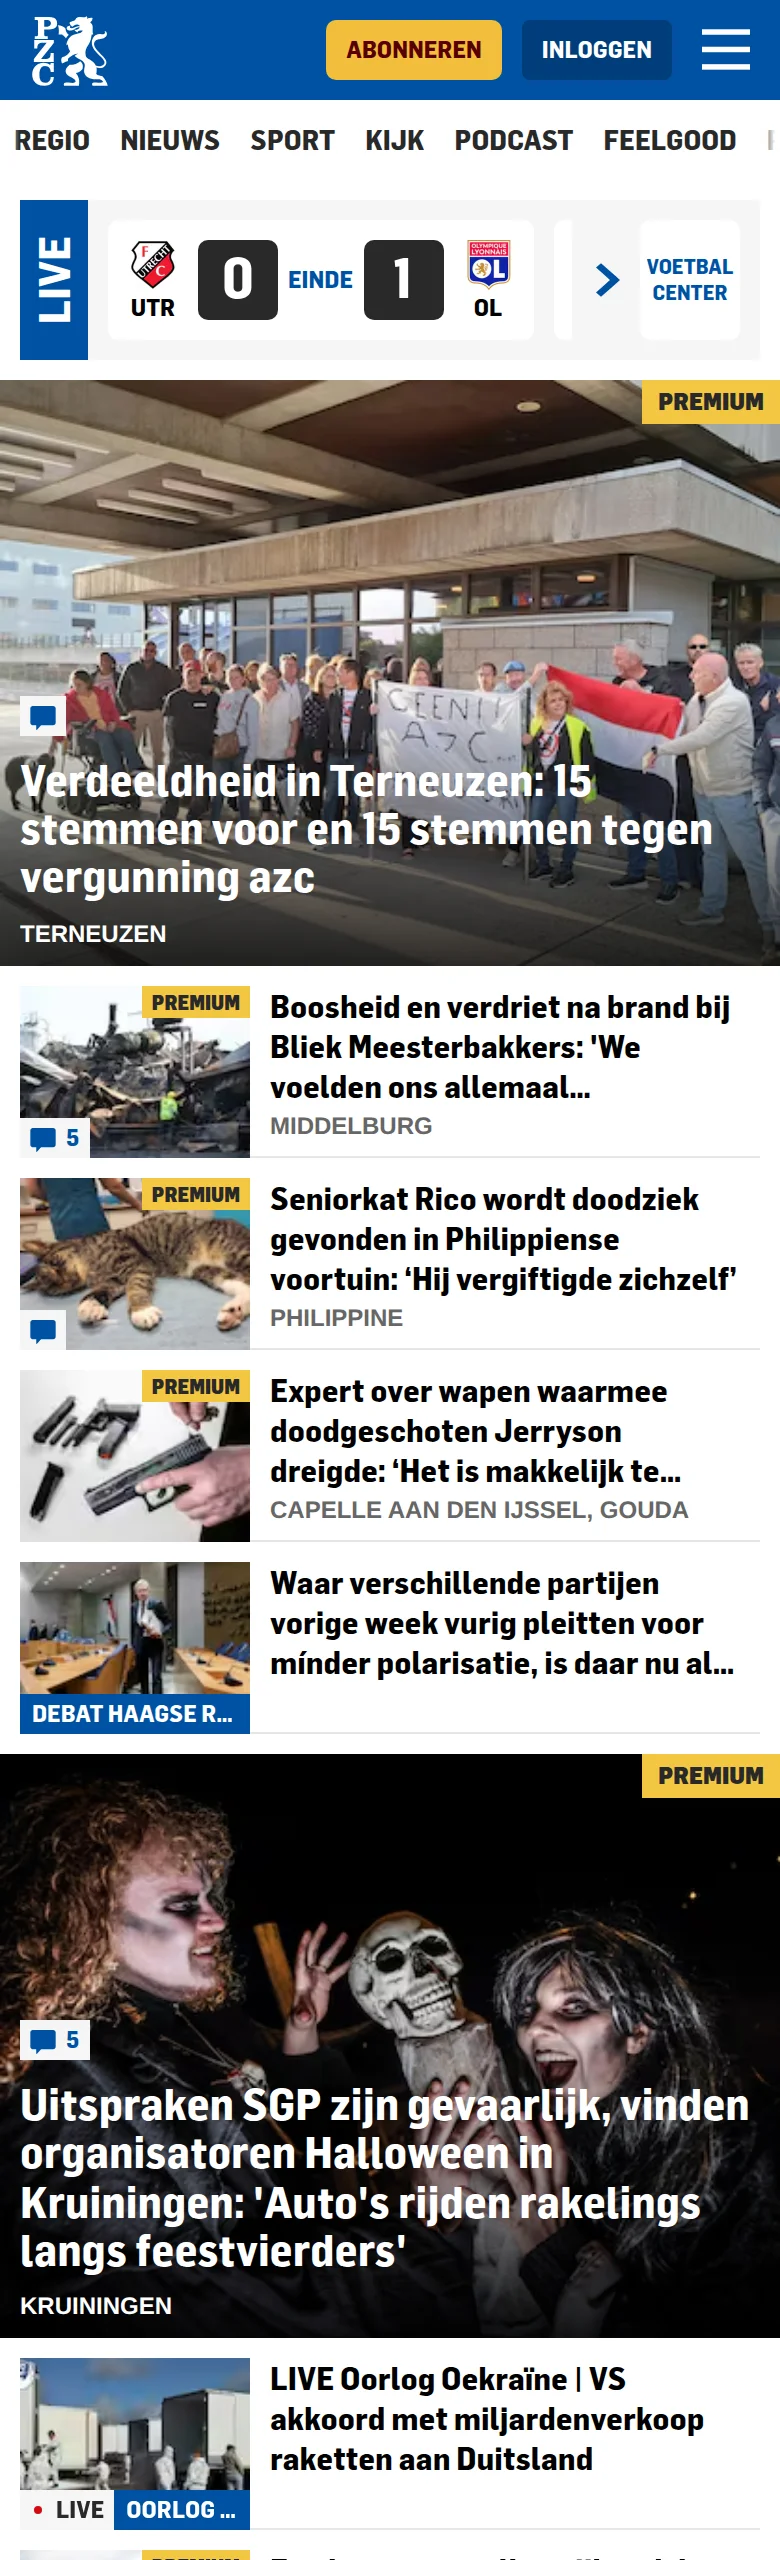 PZC
ABONNEREN
INLOGGEN
REGIO NIEUWS SPORT KIJK PODCAST FEELGOOD
LIVE
UTR
0
EINDE
1
OL
VOETBAL
CENTER
PREMIUM
GEEN
AZC
Verdeeldheid in Terneuzen: 15
stemmen voor en 15 stemmen tegen
vergunning azc
TERNEUZEN
PREMIUM
5
Boosheid en verdriet na brand bij
Bliek Meesterbakkers: 'We
voelden ons allemaal...
MIDDELBURG
PREMIUM
Seniorkat Rico wordt doodziek
gevonden in Philippiense
voortuin: ‘Hij vergiftigde zichzelf’
PHILIPPINE
PREMIUM
Expert over wapen waarmee
doodgeschoten Jerryson
dreigde: ‘Het is makkelijk te...
CAPELLE AAN DEN IJSSEL, GOUDA
DEBAT HAAGSE R...
Waar verschillende partijen
vorige week vurig pleitten voor
mínder polarisatie, is daar nu al...
PREMIUM
5
Uitspraken SGP zijn gevaarlijk, vinden
organisatoren Halloween in
Kruiningen: 'Auto's rijden rakelings
langs feestvierders'
KRUININGEN
LIVE
OORLOG ...
LIVE Oorlog Oekraïne | VS
akkoord met miljardenverkoop
raketten aan Duitsland